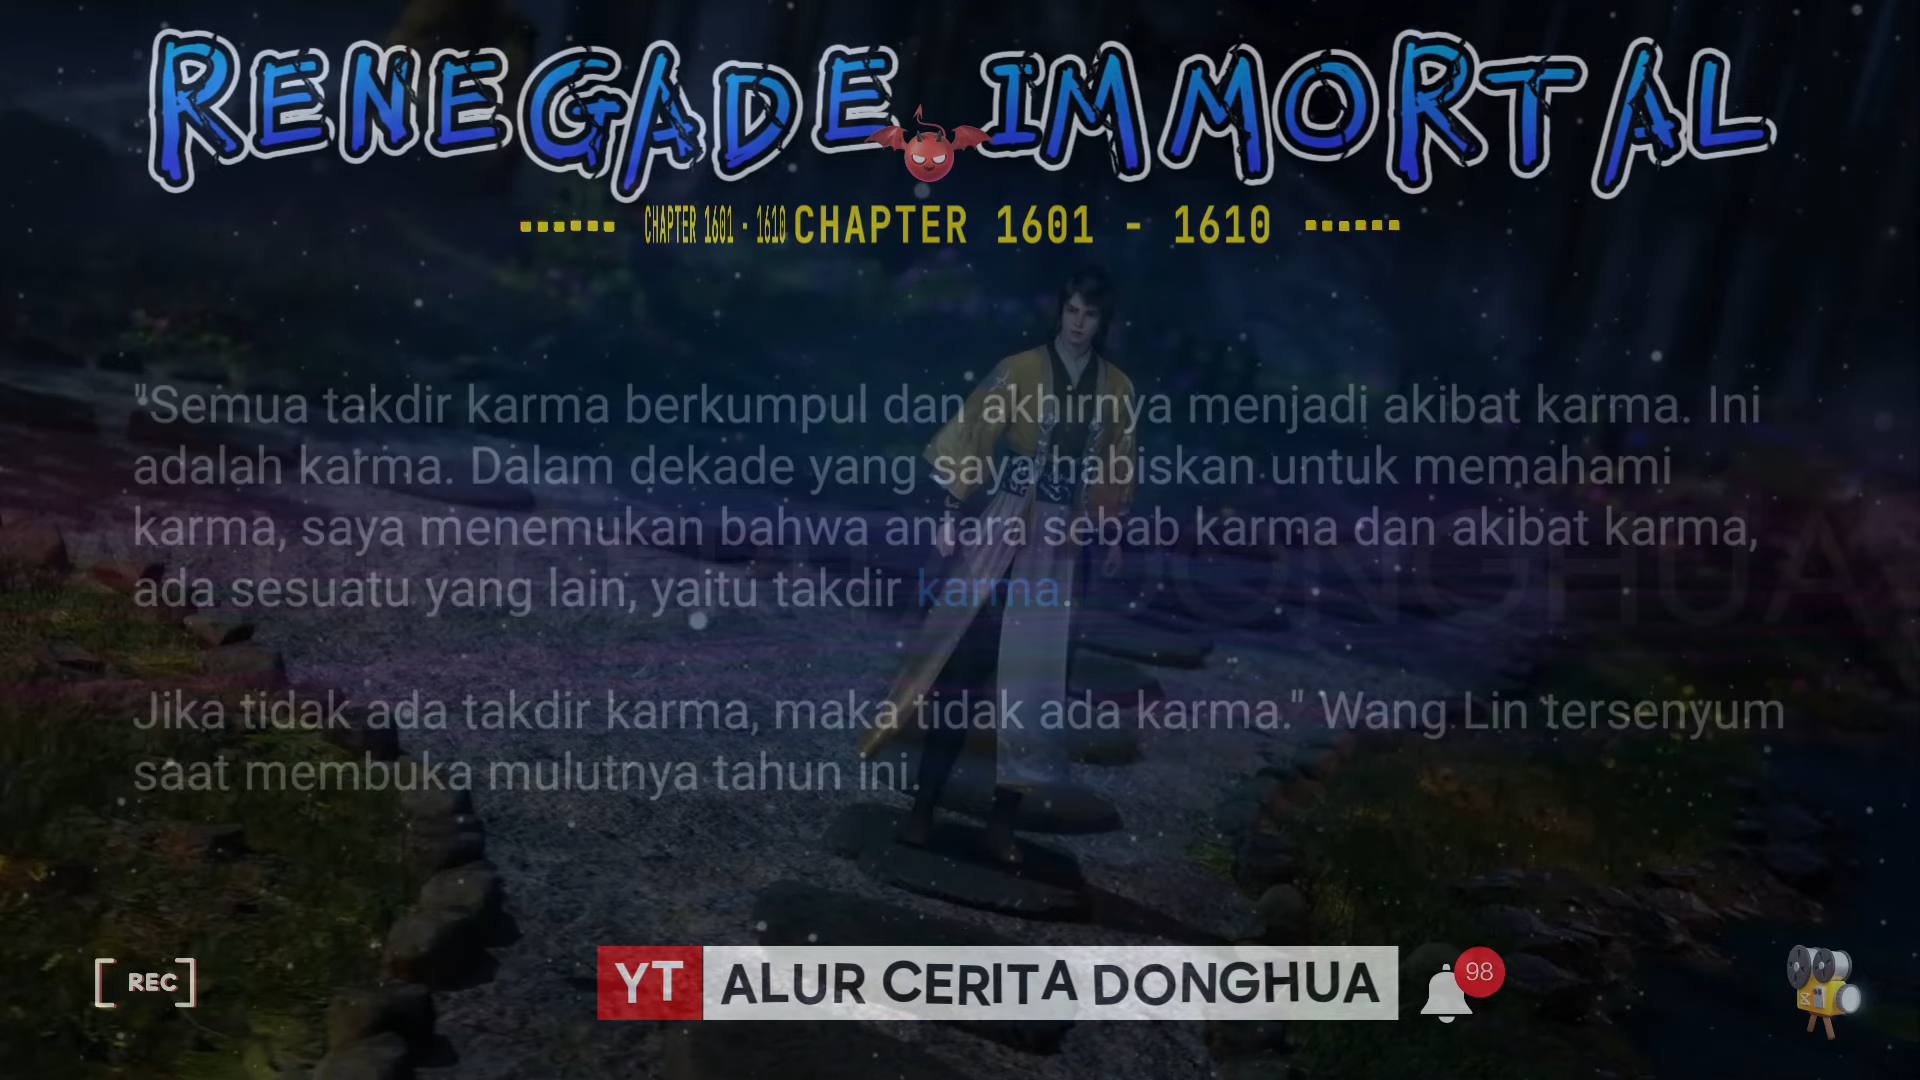 RENEGADE IMMORTAL
CHAPTER 1601 - 1610 CHAPTER 1601 - 1610
"Semua takdir karma berkumpul dan akhirnya menjadi akibat karma. Ini
adalah karma. Dalam dekade yang saya habiskan untuk memahami
karma, saya menemukan bahwa antara sebab karma dan akibat karma,
ada sesuatu yang lain, yaitu takdir karma.
DONGHUA
Jika tidak ada takdir karma, maka tidak ada karma." Wang Lin tersenyum
saat membuka mulutnya tahun ini.
[ REC ]
YT ALUR CERITA DONGHUA
98